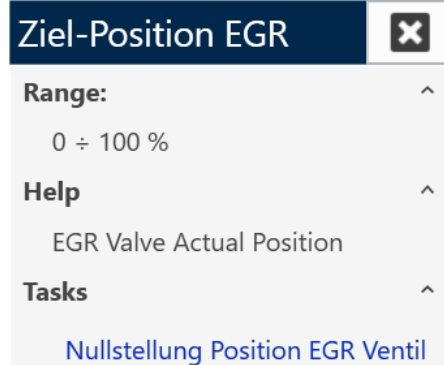 Ziel-Position EGR
Range:
0 ÷ 100 %
Help
EGR Valve Actual Position
Tasks
Nullstellung Position EGR Ventil